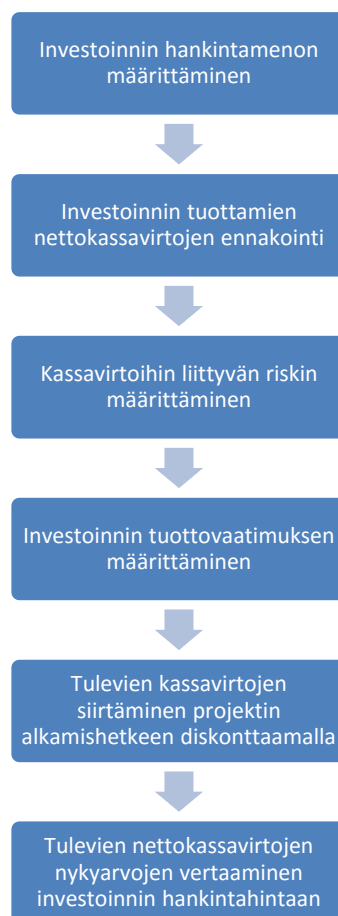 Investoinnin hankintamenon
määrittäminen
Investoinnin tuottamien
nettokassavirtojen ennakointi
Kassavirtoihin liittyvän riskin
määrittäminen
Investoinnin tuottovaatimuksen
määrittäminen
Tulevien kassavirtojen
siirtäminen projektin
alkamishetkeen diskonttaamalla
Tulevien nettokassavirtojen
nykyarvojen vertaaminen
investoinnin hankintahintaan